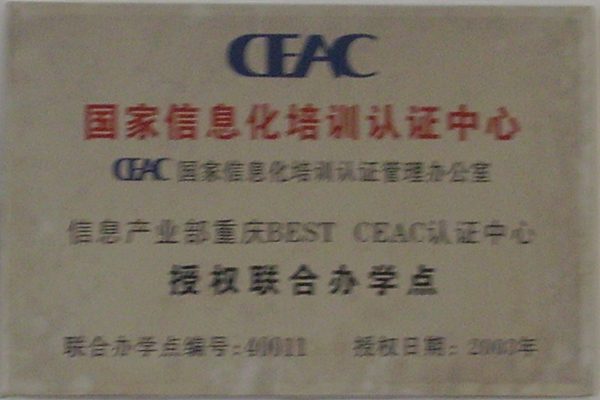 CEAC
国家信息化培训认证中心
CEAC 国家信息化培训认证管理办公室
信息产业部重庆BEST CEAC认证中心
授权联合办学点
联合办学点编号:40011 授权日期: 2003年